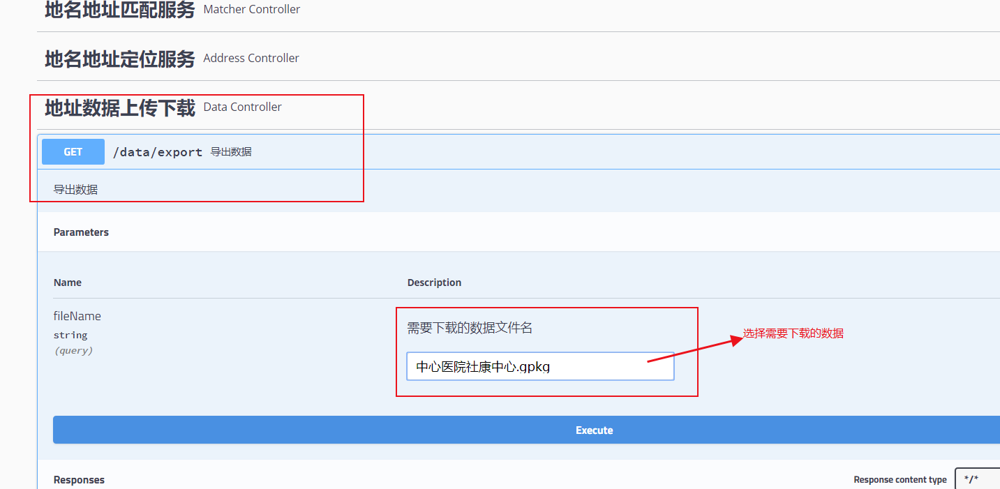 地名地址匹配服务 Matcher Controller
地名地址定位服务 Address Controller
地址数据上传下载 Data Controller
GET /data/export 导出数据
导出数据
Parameters
Name Description
fileName
string
(query)
需要下载的数据文件名
中心医院社康中心.gpkg
选择需要下载的数据
Execute
Responses Response content type */*